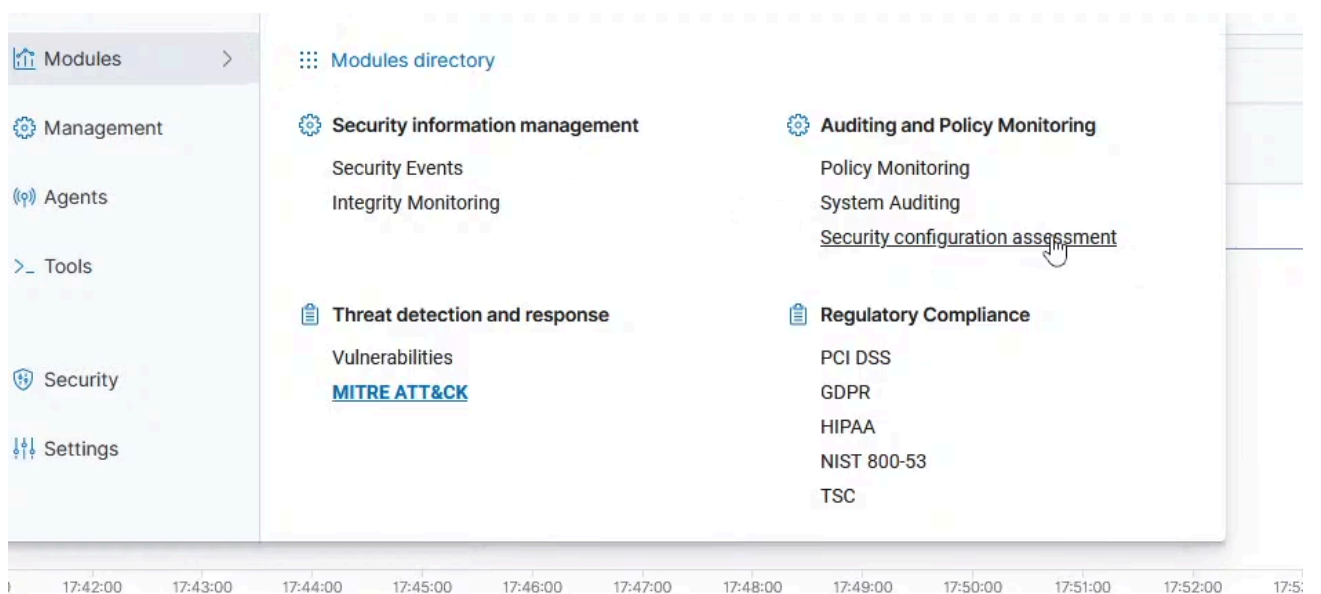 Modules
Management
Agents
Tools
Security
Settings
Modules directory
Security information management
Security Events
Integrity Monitoring
Auditing and Policy Monitoring
Policy Monitoring
System Auditing
Security configuration assessment
Threat detection and response
Vulnerabilities
MITRE ATT&CK
Regulatory Compliance
PCI DSS
GDPR
HIPAA
NIST 800-53
TSC
17:42:00 17:43:00 17:44:00 17:45:00 17:46:00 17:47:00 17:48:00 17:49:00 17:50:00 17:51:00 17:52:00